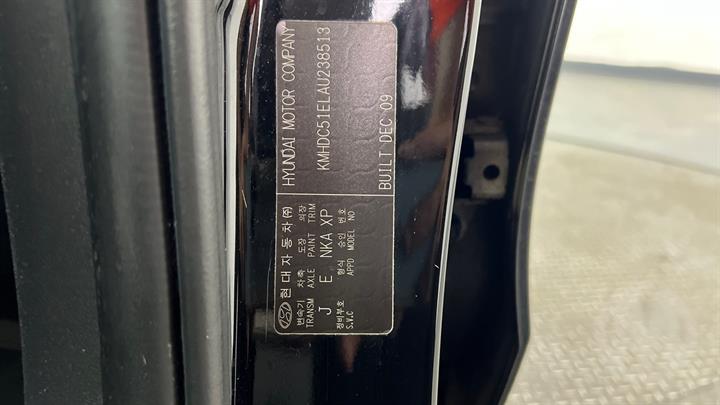 현대자동차(주) HYUNDAI MOTOR COMPANY
변속기 차축 도장 의장
TRANSM AXLE PAINT TRIM
KMHDC51ELAU238513
J E NKA XP
정비부호 형식 승인 번호
S.V.C APPD MODEL NO
BUILT DEC '09